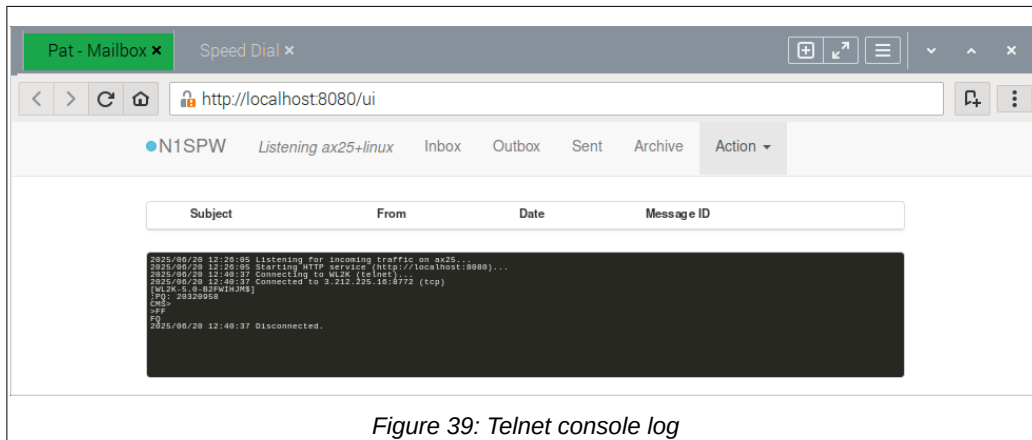 Pat - Mailbox × Speed Dial ×
http://localhost:8080/ui
N1SPW Listening ax25+linux Inbox Outbox Sent Archive Action
Subject From Date Message ID
2025/06/20 12:26:05 Listening for incoming traffic on ax25...
2025/06/20 12:26:05 Starting HTTP service (http://localhost:8080)...
2025/06/20 12:40:37 Connecting to WL2K (telnet)...
2025/06/20 12:40:37 Connected to 3.212.225.16:8772 (tcp)
[WL2K-5.0-B2FWIHJM$]
;PQ: 20320958
CMS>
>FF
FQ
2025/06/20 12:40:37 Disconnected.
Figure 39: Telnet console log